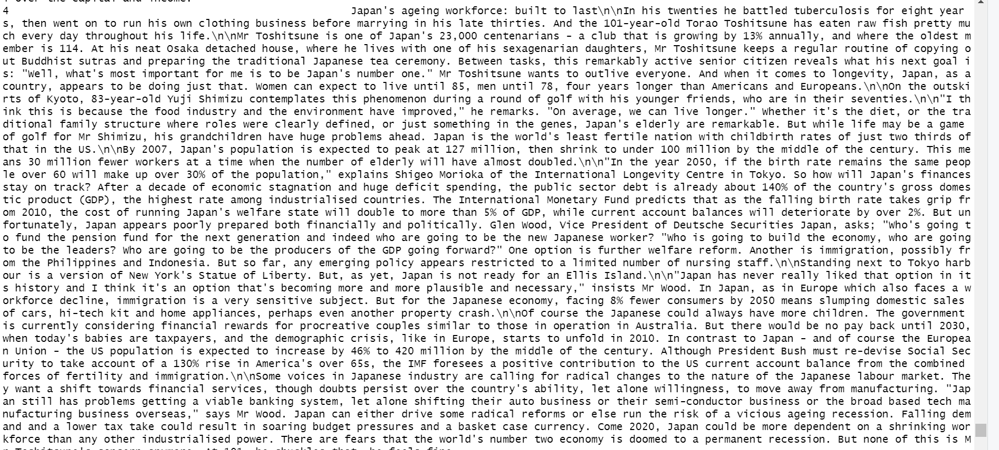 over the capital and income.
4 Japan's ageing workforce: built to last\n\nIn his twenties he battled tuberculosis for eight year
s, then went on to run his own clothing business before marrying in his late thirties. And the 101-year-old Torao Toshitsune has eaten raw fish pretty mu
ch every day throughout his life.\n\nMr Toshitsune is one of Japan's 23,000 centenarians - a club that is growing by 13% annually, and where the oldest m
ember is 114. At his neat Osaka detached house, where he lives with one of his sexagenarian daughters, Mr Toshitsune keeps a regular routine of copying o
ut Buddhist sutras and preparing the traditional Japanese tea ceremony. Between tasks, this remarkably active senior citizen reveals what his next goal i
s: "Well, what's most important for me is to be Japan's number one." Mr Toshitsune wants to outlive everyone. And when it comes to longevity, Japan, as a
country, appears to be doing just that. Women can expect to live until 85, men until 78, four years longer than Americans and Europeans.\n\nOn the outski
rts of Kyoto, 83-year-old Yuji Shimizu contemplates this phenomenon during a round of golf with his younger friends, who are in their seventies.\n\n"I th
ink this is because the food industry and the environment have improved," he remarks. "On average, we can live longer." Whether it's the diet, or the tra
ditional family structure where roles were clearly defined, or just something in the genes, Japan's elderly are remarkable. But while life may be a game
of golf for Mr Shimizu, his grandchildren have huge problems ahead. Japan is the world's least fertile nation with childbirth rates of just two thirds of
that in the US.\n\nBy 2007, Japan's population is expected to peak at 127 million, then shrink to under 100 million by the middle of the century. This me
ans 30 million fewer workers at a time when the number of elderly will have almost doubled.\n\n"In the year 2050, if the birth rate remains the same peop
le over 60 will make up over 30% of the population," explains Shigeo Morioka of the International Longevity Centre in Tokyo. So how will Japan's finances
stay on track? After a decade of economic stagnation and huge deficit spending, the public sector debt is already about 140% of the country's gross domes
tic product (GDP), the highest rate among industrialised countries. The International Monetary Fund predicts that as the falling birth rate takes grip fr
om 2010, the cost of running Japan's welfare state will double to more than 5% of GDP, while current account balances will deteriorate by over 2%. But un
fortunately, Japan appears poorly prepared both financially and politically. Glen Wood, Vice President of Deutsche Securities Japan, asks; "Who's going t
o fund the pension fund for the next generation and indeed who are going to be the new Japanese worker? "Who is going to build the economy, who are going
to be the leaders? Who are going to be the producers of the GDP going forward?" One option is further welfare reform. Another is immigration, possibly fr
om the Philippines and Indonesia. But so far, any emerging policy appears restricted to a limited number of nursing staff.\n\nStanding next to Tokyo harb
our is a version of New York's Statue of Liberty. But, as yet, Japan is not ready for an Ellis Island.\n\n"Japan has never really liked that option in it
s history and I think it's an option that's becoming more and more plausible and necessary," insists Mr Wood. In Japan, as in Europe which also faces a w
orkforce decline, immigration is a very sensitive subject. But for the Japanese economy, facing 8% fewer consumers by 2050 means slumping domestic sales
of cars, hi-tech kit and home appliances, perhaps even another property crash.\n\nOf course the Japanese could always have more children. The government
is currently considering financial rewards for procreative couples similar to those in operation in Australia. But there would be no pay back until 2030,
when today's babies are taxpayers, and the demographic crisis, like in Europe, starts to unfold in 2010. In contrast to Japan - and of course the Europea
n Union - the US population is expected to increase by 46% to 420 million by the middle of the century. Although President Bush must re-devise Social Sec
urity to take account of a 130% rise in America's over 65s, the IMF foresees a positive contribution to the US current account balance from the combined
forces of fertility and immigration.\n\nSome voices in Japanese industry are calling for radical changes to the nature of the Japanese labour market. The
y want a shift towards financial services, though doubts persist over the country's ability, let alone willingness, to move away from manufacturing. "Jap
an still has problems getting a viable banking system, let alone shifting their auto business or their semi-conductor business or the broad based tech ma
nufacturing business overseas," says Mr Wood. Japan can either drive some radical reforms or else run the risk of a vicious ageing recession. Falling dem
and and a lower tax take could result in soaring budget pressures and a basket case currency. Come 2020, Japan could be more dependent on a shrinking wor
kforce than any other industrialised power. There are fears that the world's number two economy is doomed to a permanent recession. But none of this is M
r Toshitsune's concern anymore. At 101, he chuckles that, he feels fine.